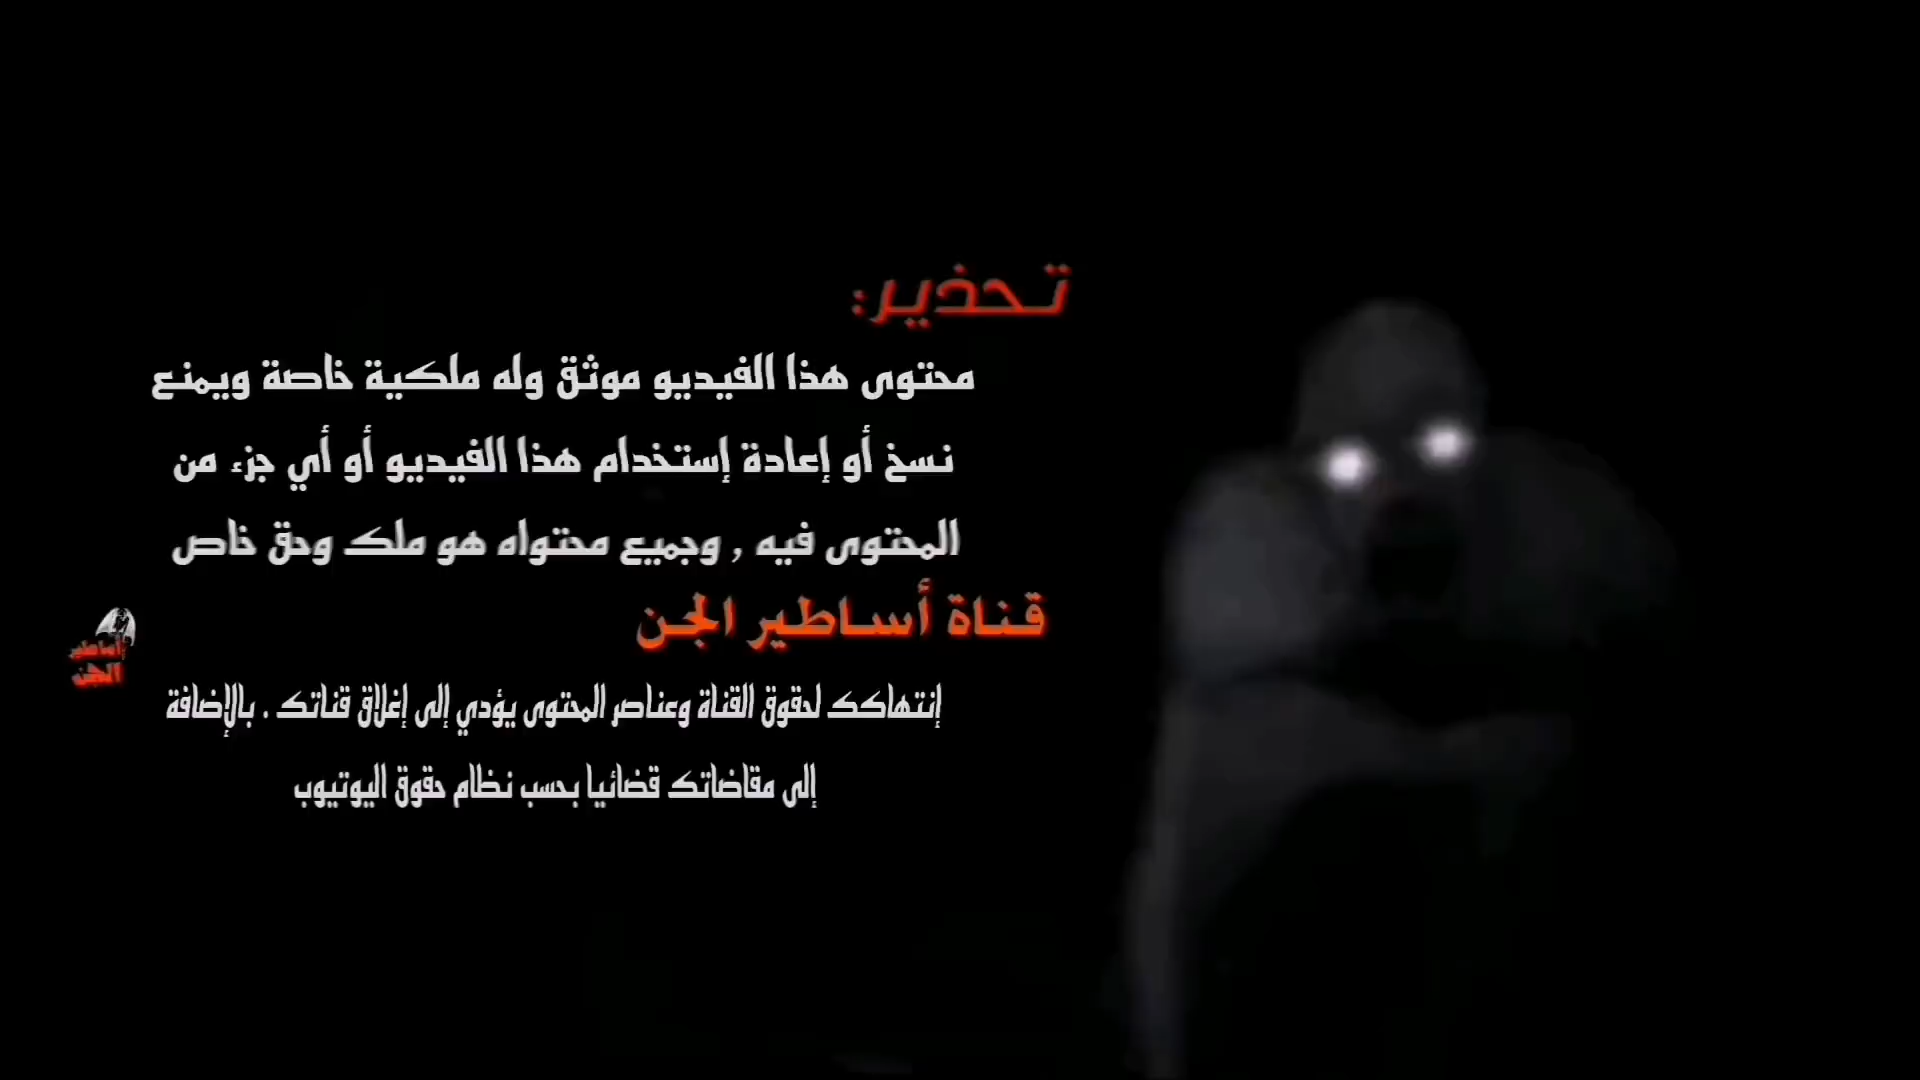 تحذير:
محتوى هذا الفيديو موثق وله ملكية خاصة ويمنع
نسخ أو إعادة إستخدام هذا الفيديو أو أي جزء من
المحتوى فيه , وجميع محتواه هو ملك وحق خاص
قناة أساطير الجن
إنتهاكك لحقوق القناة وعناصر المحتوى يؤدي إلى إغلاق قناتك . بالإضافة
إلى مقاضاتك قضائيا بحسب نظام حقوق اليوتيوب
أساطير
الجن